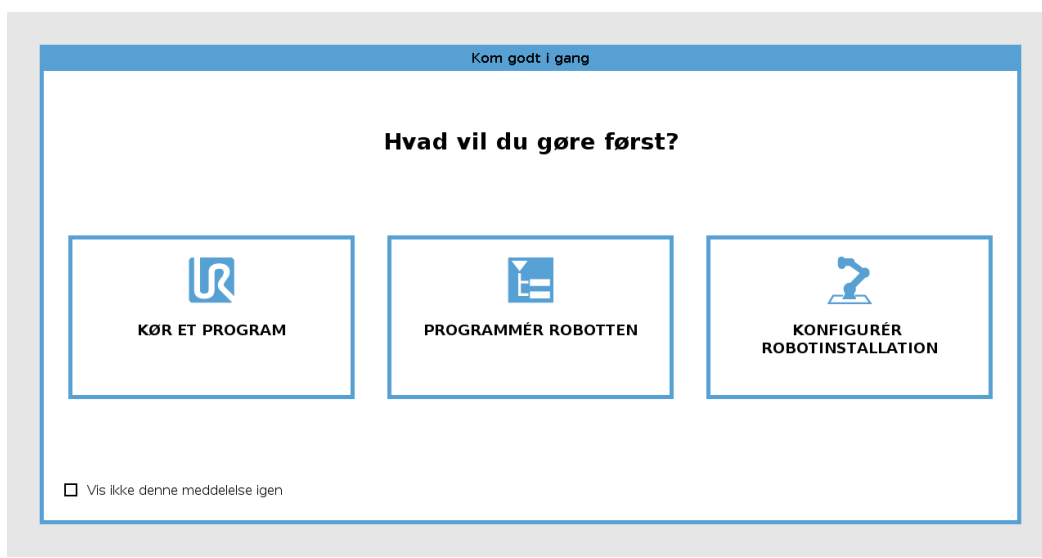 Kom godt i gang
Hvad vil du gøre først?
KØR ET PROGRAM
PROGRAMMÉR ROBOTTEN
KONFIGURÉR
ROBOTINSTALLATION
Vis ikke denne meddelelse igen